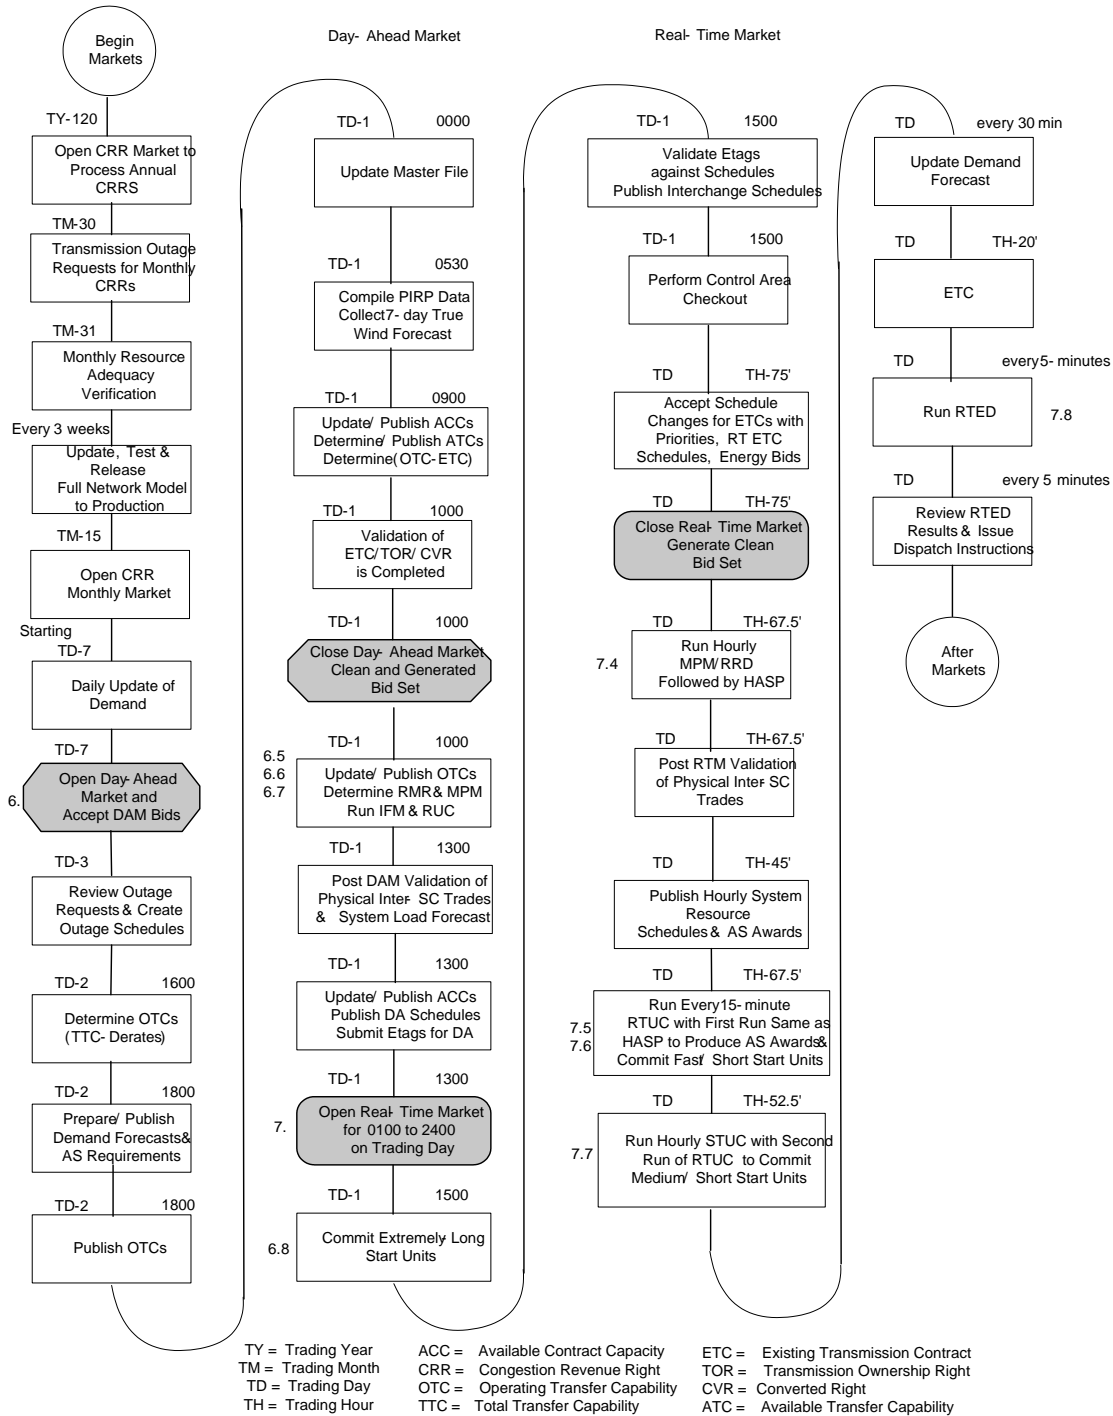 Begin
Markets
TY-120
Open CRR Market to
Process Annual
CRRS
TM-30
Transmission Outage
Requests for Monthly
CRRs
TM-31
Monthly Resource
Adequacy
Verification
Every 3 weeks
Update, Test &
Release
Full Network Model
to Production
TM-15
Open CRR
Monthly Market
Starting
TD-7
Daily Update of
Demand
TD-7
6.
Open Day- Ahead
Market and
Accept DAM Bids
TD-3
Review Outage
Requests & Create
Outage Schedules
TD-2 1600
Determine OTCs
(TTC- Derates)
TD-2 1800
Prepare/ Publish
Demand Forecasts&
AS Requirements
TD-2 1800
Publish OTCs
Day- Ahead Market
TD-1 0000
Update Master File
TD-1 0530
Compile PIRP Data
Collect7- day True
Wind Forecast
TD-1 0900
Update/ Publish ACCs
Determine/ Publish ATCs
Determine(OTC-ETC)
TD-1 1000
Validation of
ETC/TOR/ CVR
is Completed
TD-1 1000
Close Day- Ahead Market
Clean and Generated
Bid Set
TD-1 1000
6.5
6.6
6.7
Update/ Publish OTCs
Determine RMR & MPM
Run IFM & RUC
TD-1 1300
Post DAM Validation of
Physical Inter- SC Trades
& System Load Forecast
TD-1 1300
Update/ Publish ACCs
Publish DA Schedules
Submit Etags for DA
TD-1 1300
7.
Open Real- Time Market
for 0100 to 2400
on Trading Day
TD-1 1500
6.8
Commit Extremely- Long
Start Units
Real- Time Market
TD-1 1500
Validate Etags
against Schedules
Publish Interchange Schedules
TD-1 1500
Perform Control Area
Checkout
TD TH-75'
Accept Schedule
Changes for ETCs with
Priorities, RT ETC
Schedules, Energy Bids
TD TH-75'
Close Real- Time Market
Generate Clean
Bid Set
TD TH-67.5'
7.4
Run Hourly
MPM/RRD
Followed by HASP
TD TH-67.5'
Post RTM Validation
of Physical Inter- SC
Trades
TD TH-45'
Publish Hourly System
Resource
Schedules & AS Awards
TD TH-67.5'
7.5
7.6
Run Every15- minute
RTUC with First Run Same as
HASP to Produce AS Awards&
Commit Fast/ Short Start Units
TD TH-52.5'
7.7
Run Hourly STUC with Second
Run of RTUC to Commit
Medium/ Short Start Units
TD every 30 min
Update Demand
Forecast
TD TH-20'
ETC
TD every5- minutes
Run RTED
7.8
TD every 5 minutes
Review RTED
Results & Issue
Dispatch Instructions
After
Markets
TY = Trading Year
TM = Trading Month
TD = Trading Day
TH = Trading Hour
ACC = Available Contract Capacity
CRR = Congestion Revenue Right
OTC = Operating Transfer Capability
TTC = Total Transfer Capability
ETC = Existing Transmission Contract
TOR = Transmission Ownership Right
CVR = Converted Right
ATC = Available Transfer Capability